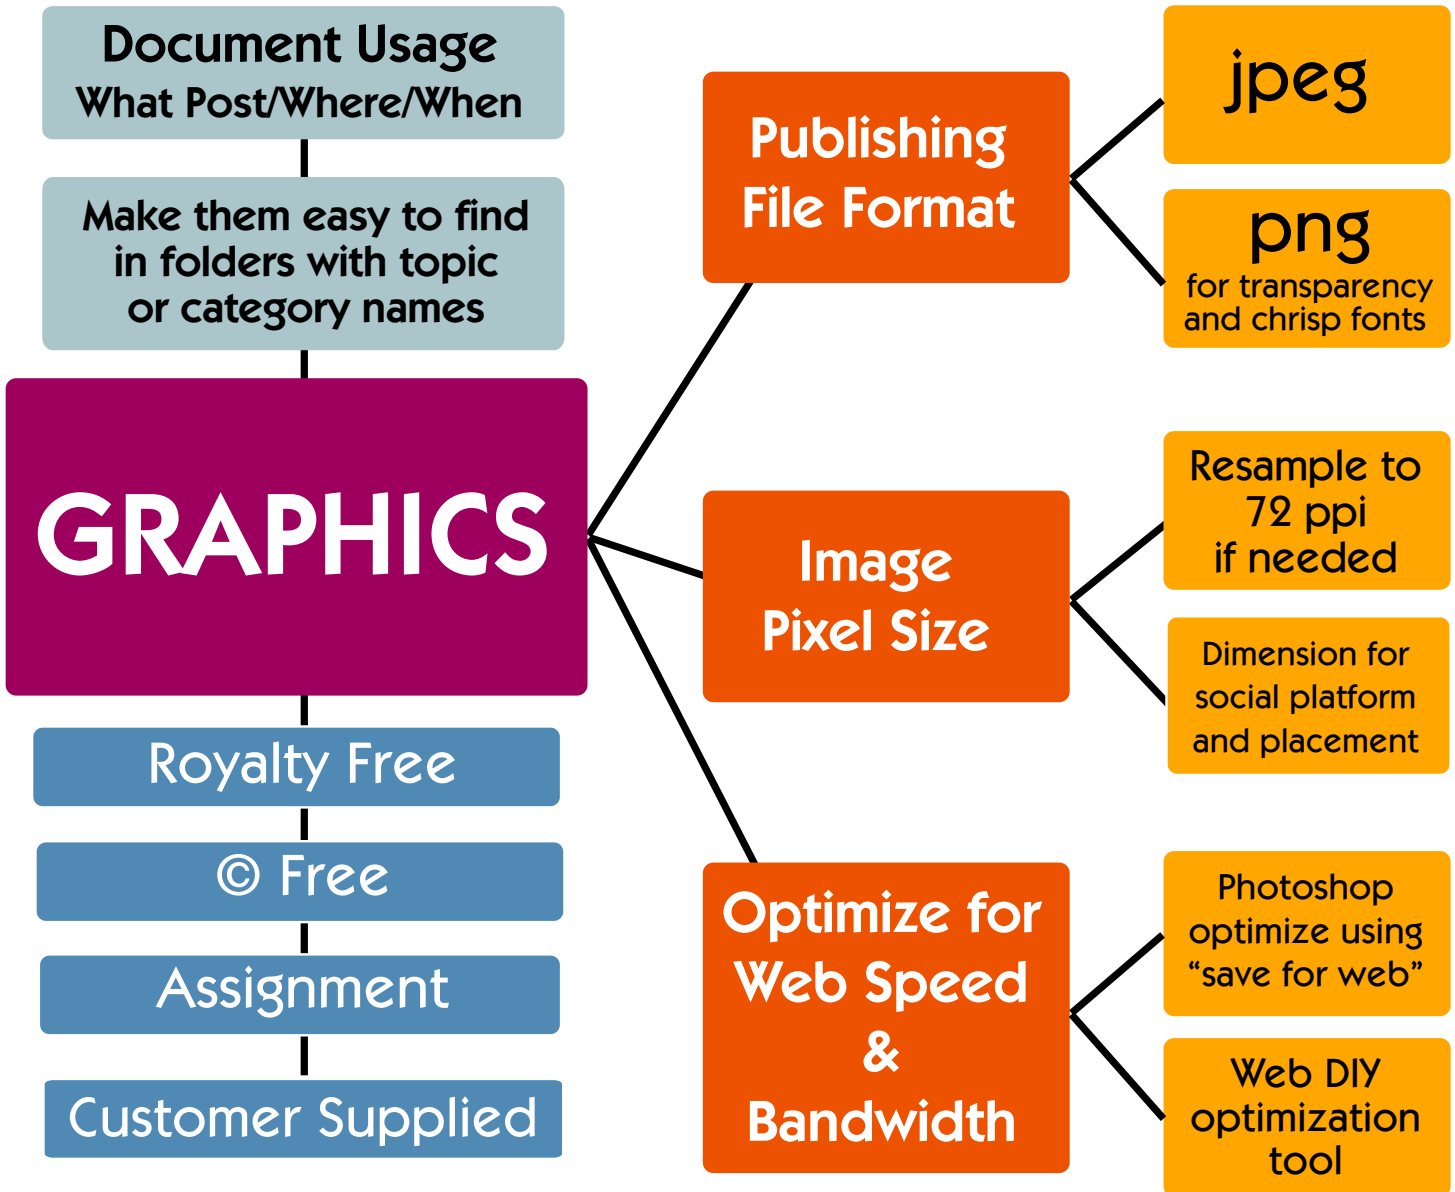 Document Usage
What Post/Where/When
Make them easy to find
in folders with topic
or category names
GRAPHICS
Royalty Free
© Free
Assignment
Customer Supplied
Publishing
File Format
jpeg
png
for transparency
and chrisp fonts
Image
Pixel Size
Resample to
72 ppi
if needed
Dimension for
social platform
and placement
Optimize for
Web Speed
&
Bandwidth
Photoshop
optimize using
“save for web”
Web DIY
optimization
tool